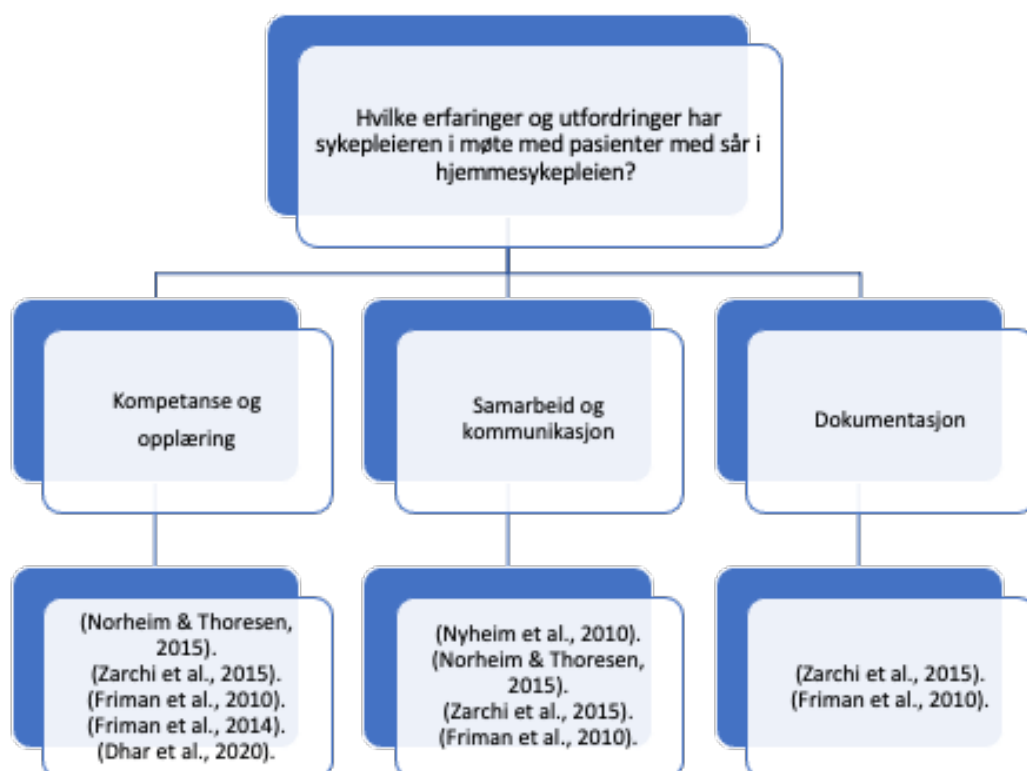 Hvilke erfaringer og utfordringer har
sykepleieren i møte med pasienter med sår i
hjemmesykepleien?
Kompetanse og
opplæring
Samarbeid og
kommunikasjon
Dokumentasjon
(Norheim & Thoresen,
2015).
(Zarchi et al., 2015).
(Friman et al., 2010).
(Friman et al., 2014).
(Dhar et al., 2020).
(Nyheim et al., 2010).
(Norheim & Thoresen,
2015).
(Zarchi et al., 2015).
(Friman et al., 2010).
(Zarchi et al., 2015).
(Friman et al., 2010).